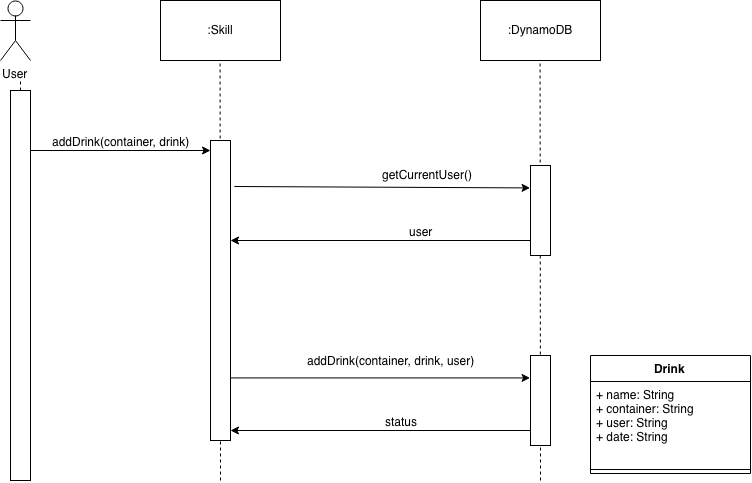 :Skill
:DynamoDB
User
addDrink(container, drink)
getCurrentUser()
user
addDrink(container, drink, user)
status
Drink
+ name: String
+ container: String
+ user: String
+ date: String